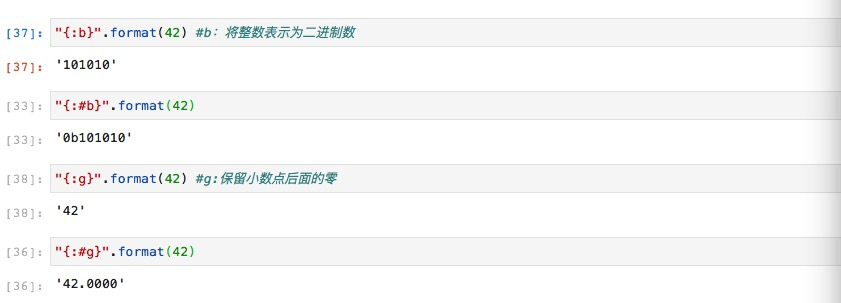 [37]: "{:b}".format(42) #b：将整数表示为二进制数
[37]: '101010'
[33]: "{:#b}".format(42)
[33]: '0b101010'
[38]: "{:g}".format(42) #g:保留小数点后面的零
[38]: '42'
[36]: "{:#g}".format(42)
[36]: '42.0000'